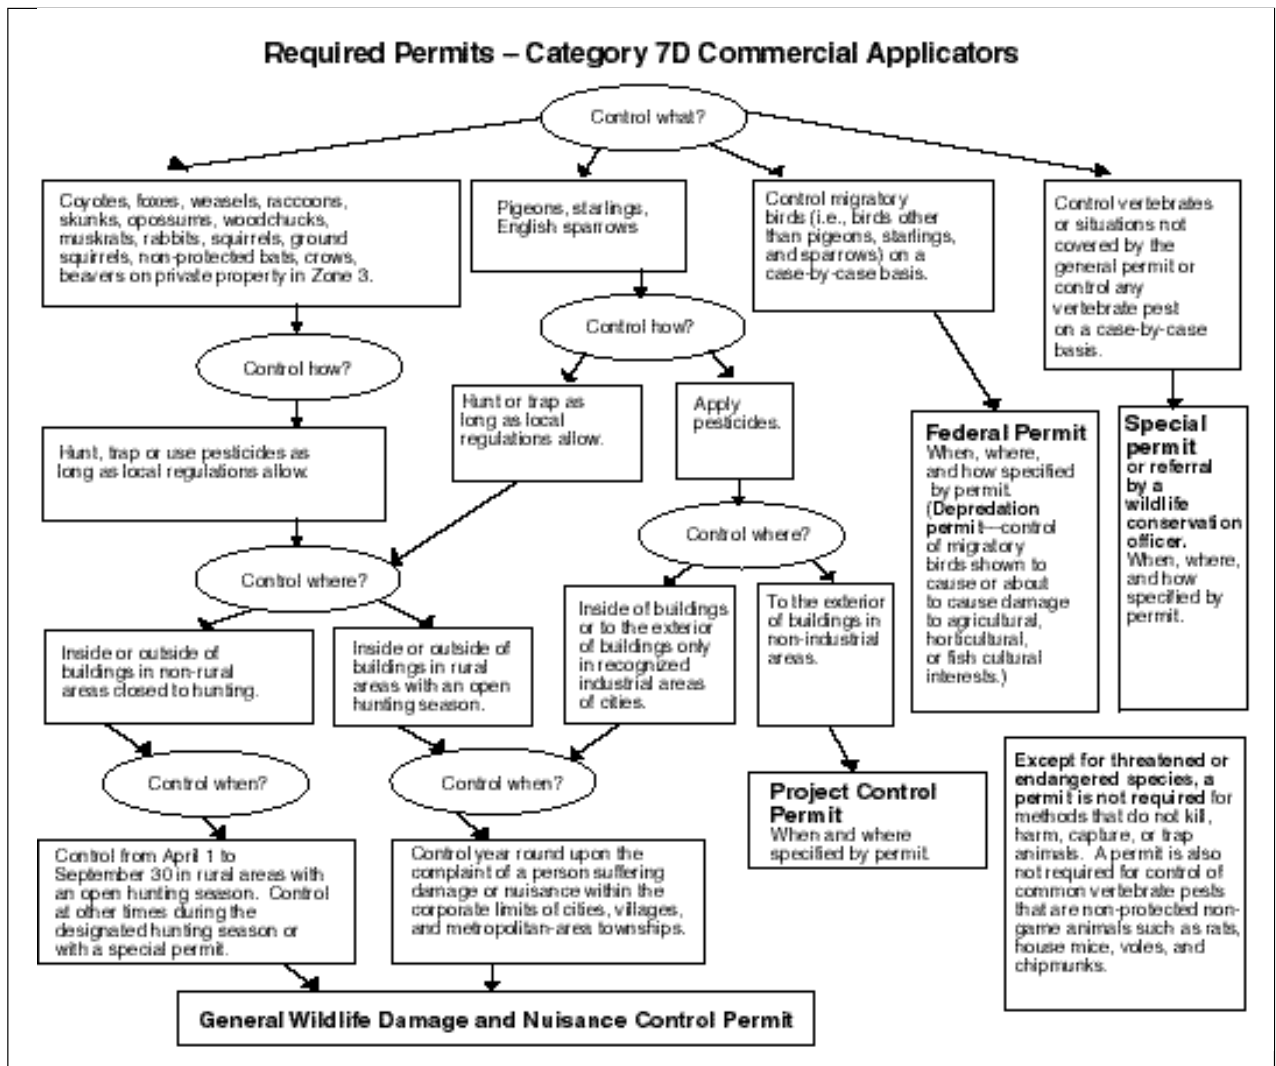 Required Permits – Category 7D Commercial Applicators
Control what?
Coyotes, foxes, weasels, raccoons,
skunks, opossums, woodchucks,
muskrats, rabbits, squirrels, ground
squirrels, non-protected bats, crows,
beavers on private property in Zone 3.
Pigeons, starlings,
English sparrows
Control migratory
birds (i.e., birds other
than pigeons, starlings,
and sparrows) on a
case-by-case basis.
Control vertebrates
or situations not
covered by the
general permit or
control any
vertebrate pest
on a case-by-case
basis.
Control how?
Control how?
Hunt, trap or use pesticides as
long as local regulations allow.
Hunt or trap as
long as local
regulations allow.
Apply
pesticides.
Federal Permit
When, where,
and how specified
by permit.
(Depredation
permit—control
of migratory
birds shown to
cause or about
to cause damage
to agricultural,
horticultural,
or fish cultural
interests.)
Special
permit
or referral
by a
wildlife
conservation
officer.
When, where,
and how
specified by
permit.
Control where?
Control where?
Inside or outside of
buildings in non-rural
areas closed to hunting.
Inside or outside of
buildings in rural
areas with an open
hunting season.
Inside of buildings
or to the exterior
of buildings only
in recognized
industrial areas
of cities.
To the exterior
of buildings in
non-industrial
areas.
Control when?
Control when?
Project Control
Permit
When and where
specified by permit.
Except for threatened or
endangered species, a
permit is not required for
methods that do not kill,
harm, capture, or trap
animals. A permit is also
not required for control of
common vertebrate pests
that are non-protected non-
game animals such as rats,
house mice, voles, and
chipmunks.
Control from April 1 to
September 30 in rural areas with
an open hunting season. Control
at other times during the
designated hunting season or
with a special permit.
Control year round upon the
complaint of a person suffering
damage or nuisance within the
corporate limits of cities, villages,
and metropolitan-area townships.
General Wildlife Damage and Nuisance Control Permit